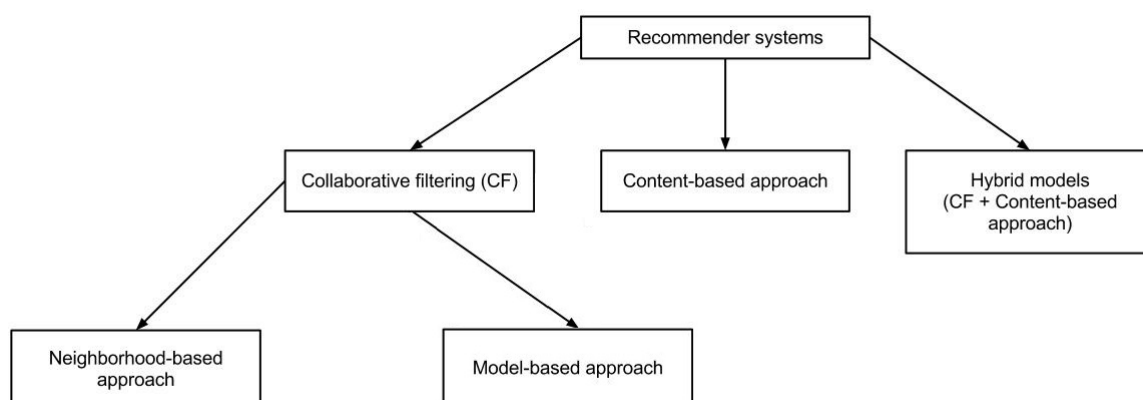 Recommender systems
Collaborative filtering (CF)
Content-based approach
Hybrid models
(CF + Content-based
approach)
Neighborhood-based
approach
Model-based approach